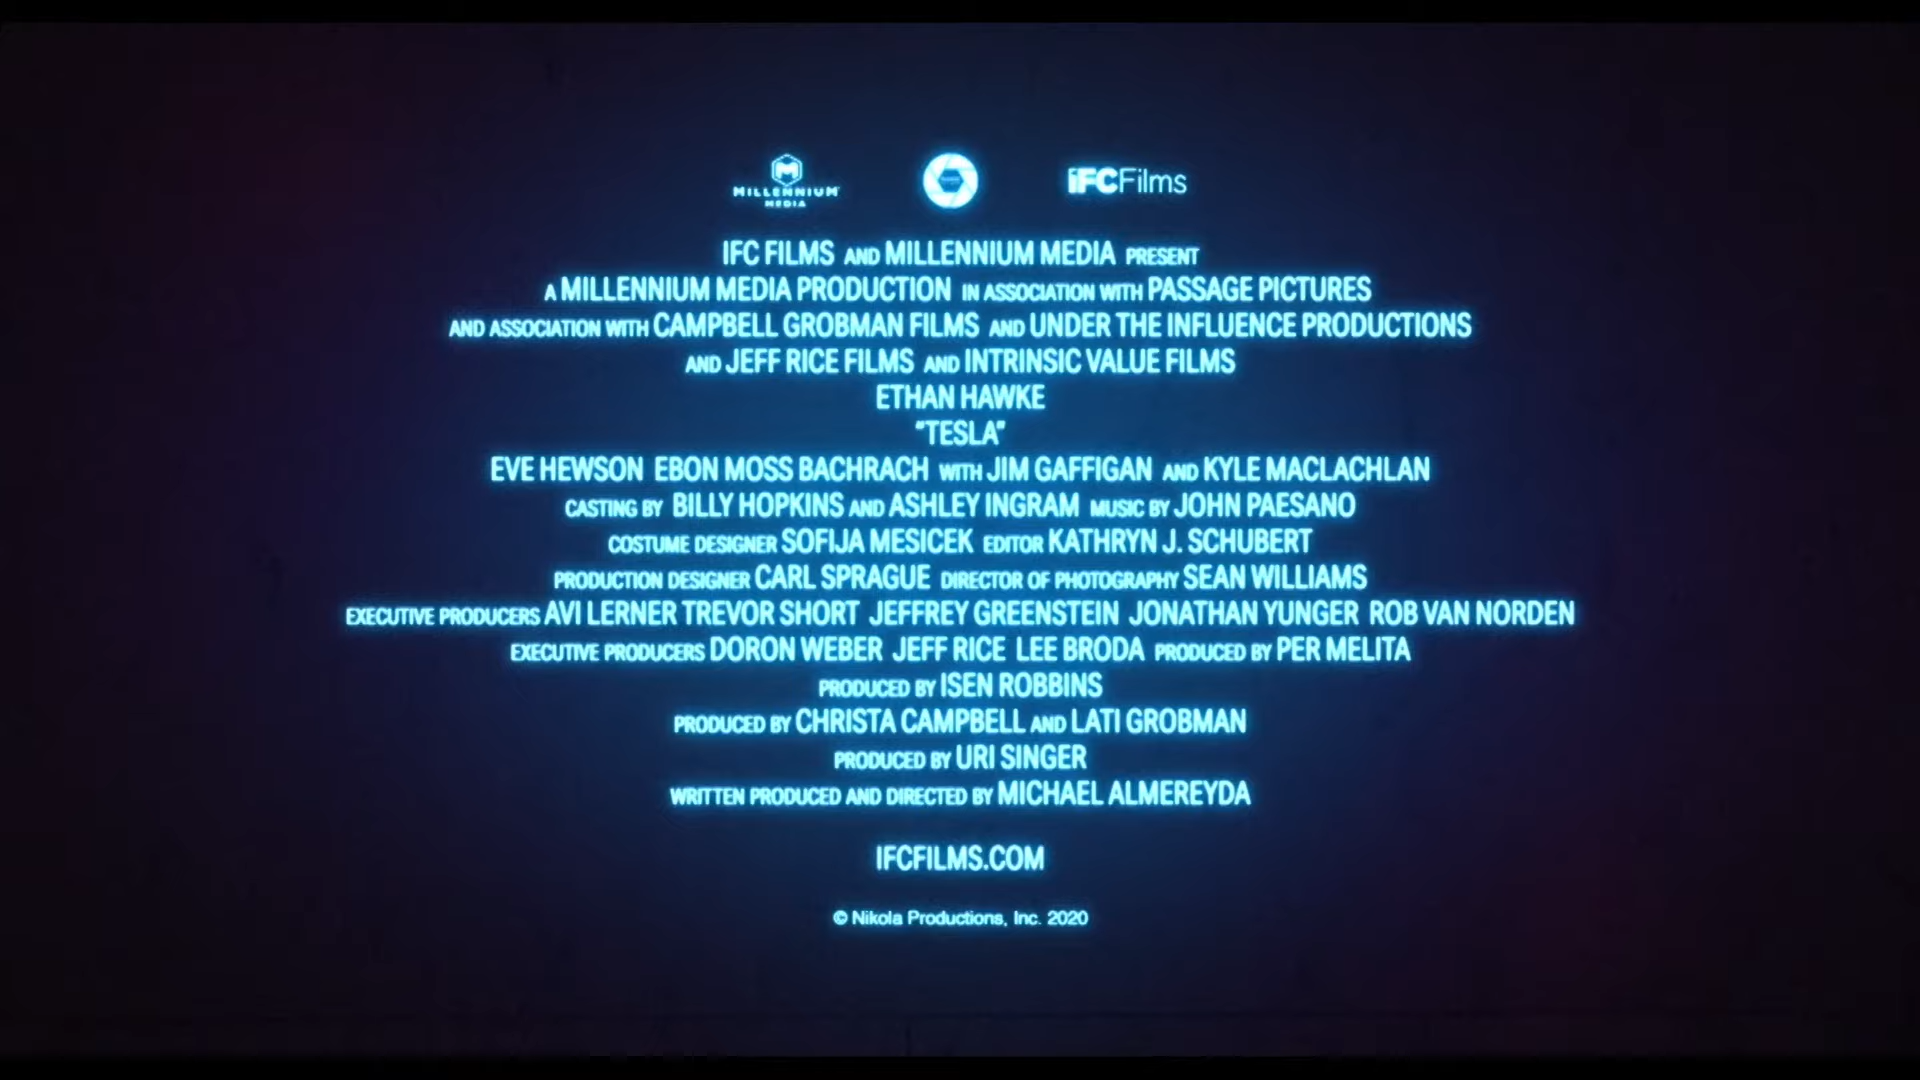 MILLENNIUM
MEDIA
IFC Films
IFC FILMS AND MILLENNIUM MEDIA PRESENT
A MILLENNIUM MEDIA PRODUCTION IN ASSOCIATION WITH PASSAGE PICTURES
AND ASSOCIATION WITH CAMPBELL GROBMAN FILMS AND UNDER THE INFLUENCE PRODUCTIONS
AND JEFF RICE FILMS AND INTRINSIC VALUE FILMS
ETHAN HAWKE
"TESLA"
EVE HEWSON EBON MOSS BACHRACH WITH JIM GAFFIGAN AND KYLE MACLACHLAN
CASTING BY BILLY HOPKINS AND ASHLEY INGRAM MUSIC BY JOHN PAESANO
COSTUME DESIGNER SOFIJA MESICEK EDITOR KATHRYN J. SCHUBERT
PRODUCTION DESIGNER CARL SPRAGUE DIRECTOR OF PHOTOGRAPHY SEAN WILLIAMS
EXECUTIVE PRODUCERS AVI LERNER TREVOR SHORT JEFFREY GREENSTEIN JONATHAN YUNGER ROB VAN NORDEN
EXECUTIVE PRODUCERS DORON WEBER JEFF RICE LEE BRODA PRODUCED BY PER MELITA
PRODUCED BY ISEN ROBBINS
PRODUCED BY CHRISTA CAMPBELL AND LATI GROBMAN
PRODUCED BY URI SINGER
WRITTEN PRODUCED AND DIRECTED BY MICHAEL ALMEREYDA
IFCFILMS.COM
© Nikola Productions, Inc. 2020